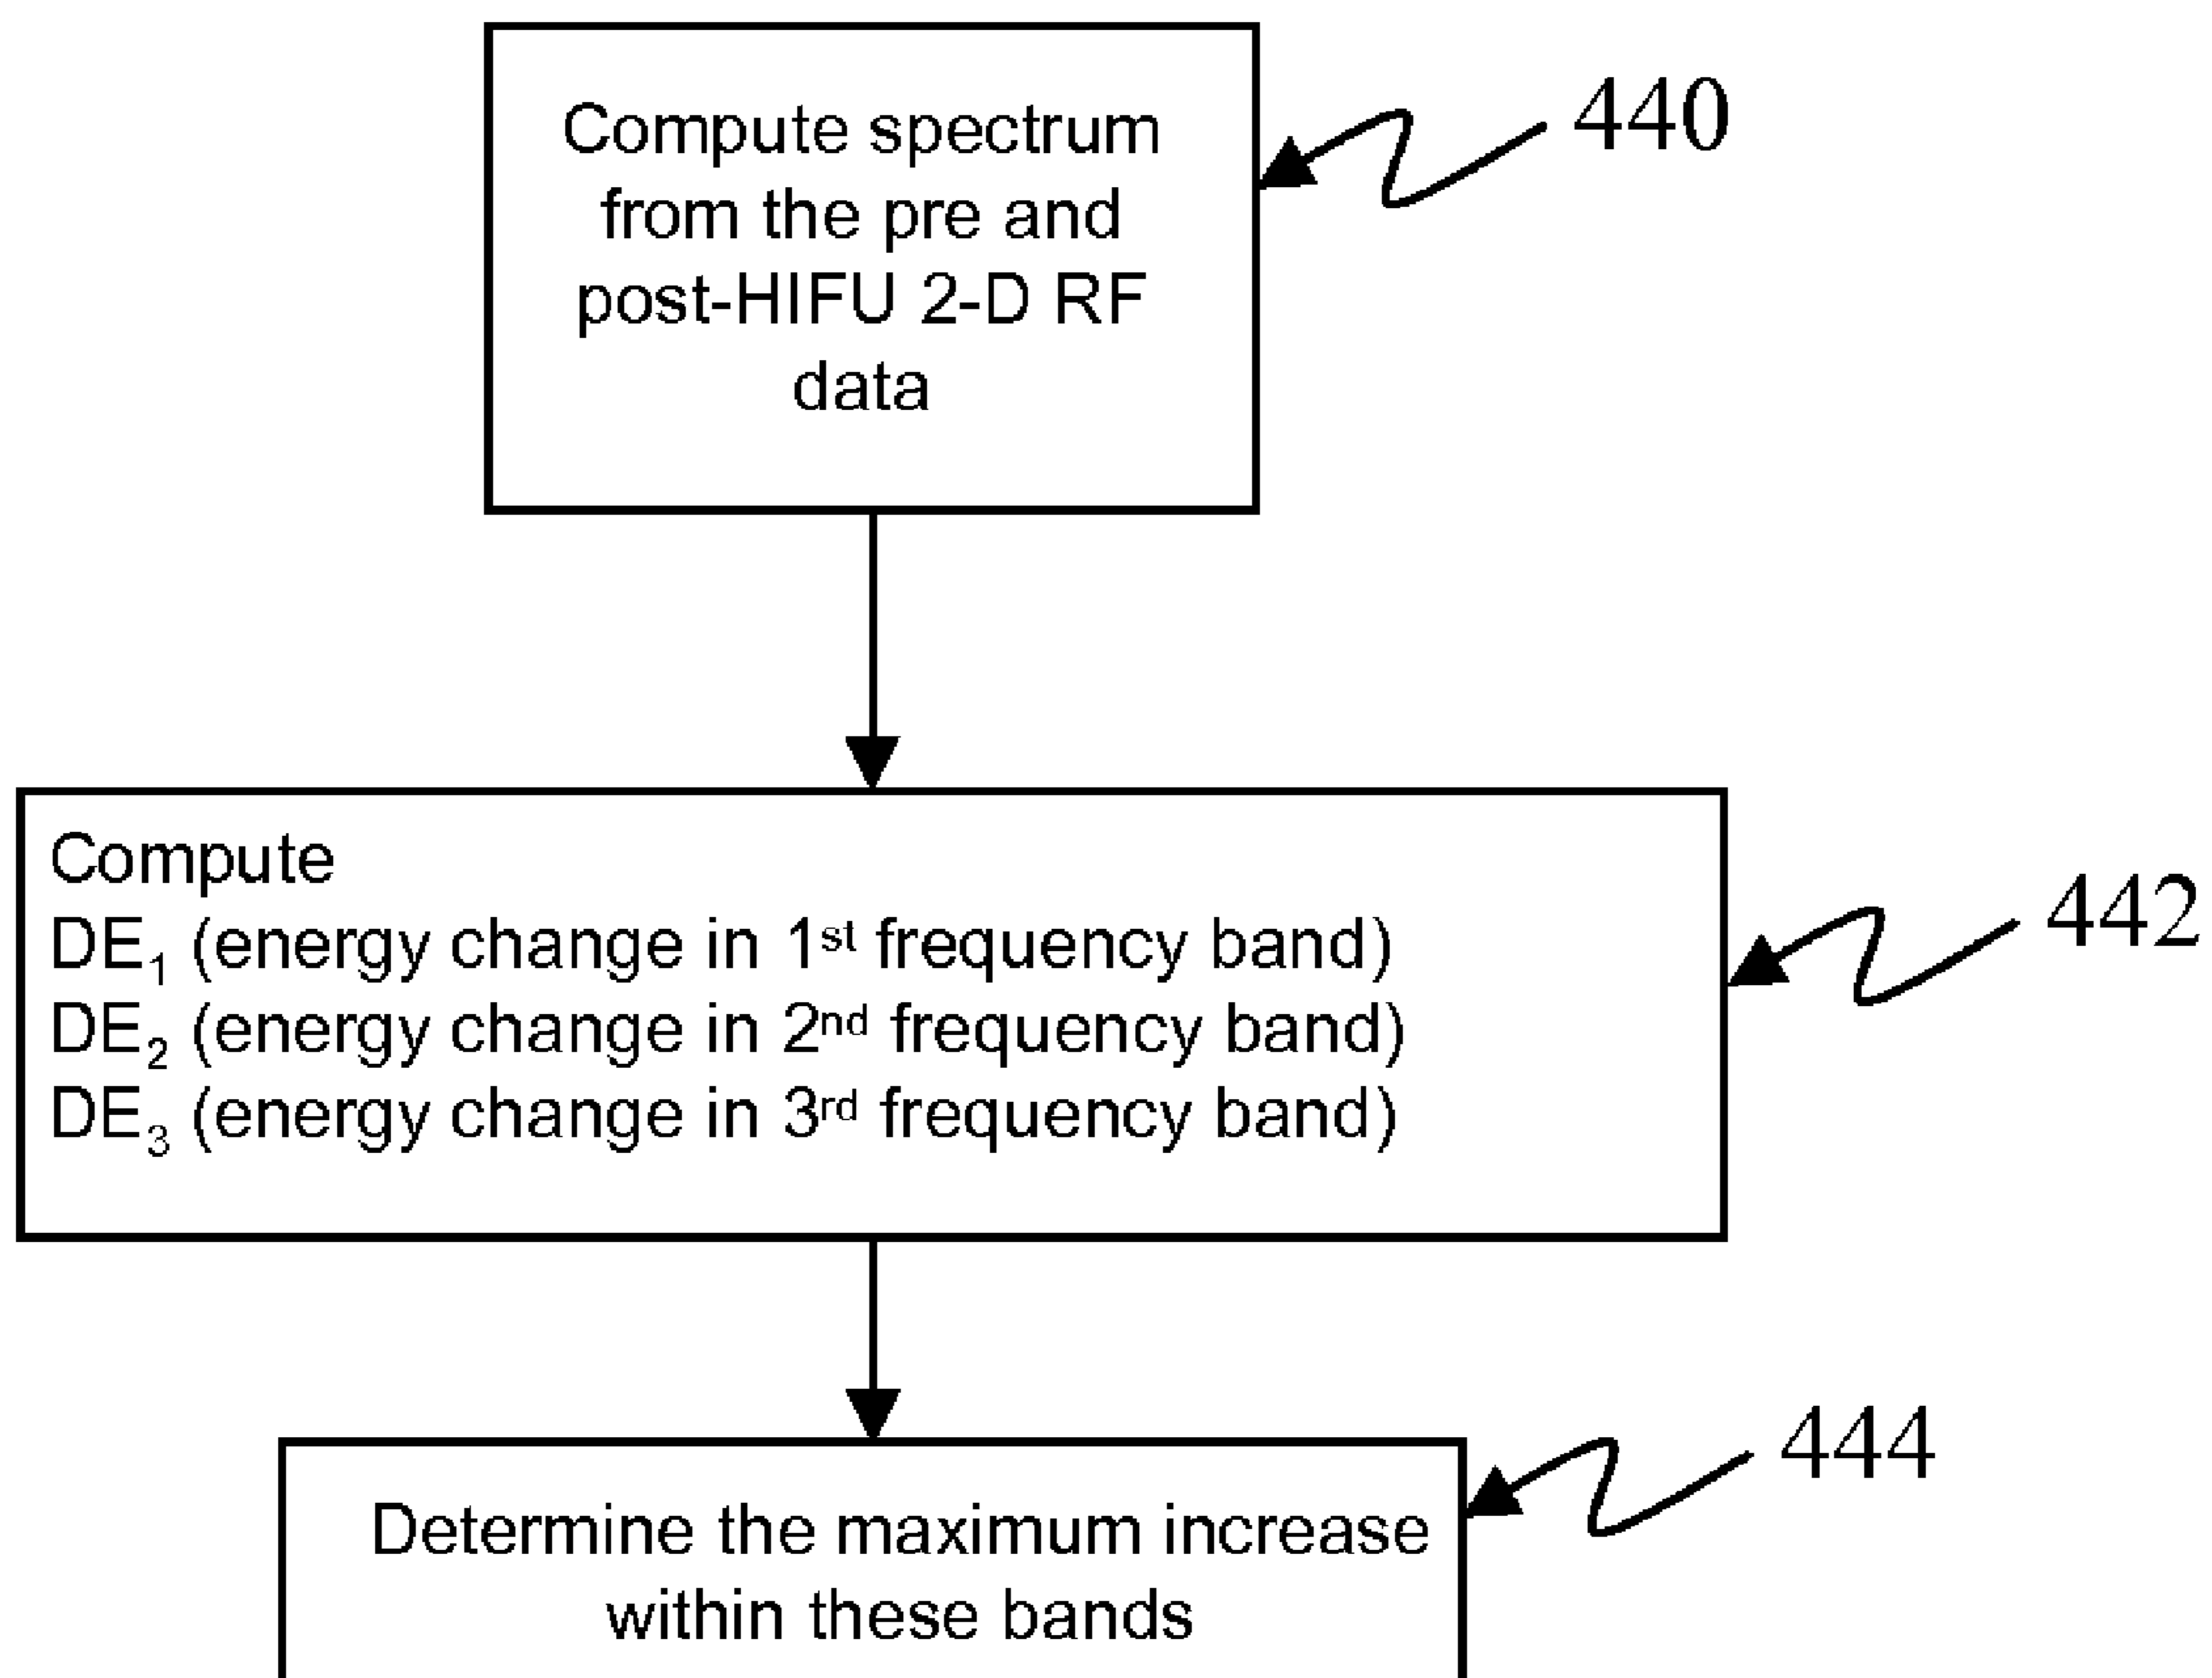 Compute spectrum
from the pre and
post-HIFU 2-D RF
data
440
Compute
DE₁ (energy change in 1ˢᵗ frequency band)
DE₂ (energy change in 2ⁿᵈ frequency band)
DE₃ (energy change in 3ʳᵈ frequency band)
442
Determine the maximum increase
within these bands
444